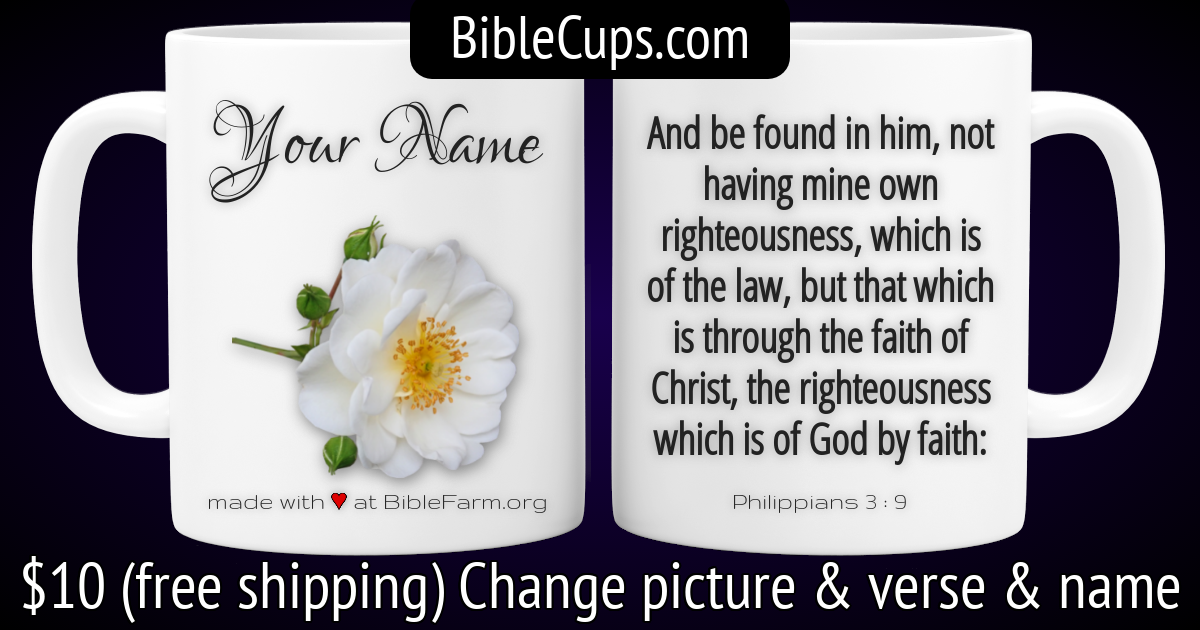 BibleCups.com
Your Name
made with ♥ at BibleFarm.org
And be found in him, not
having mine own
righteousness, which is
of the law, but that which
is through the faith of
Christ, the righteousness
which is of God by faith:
Philippians 3 : 9
$10 (free shipping) Change picture & verse & name